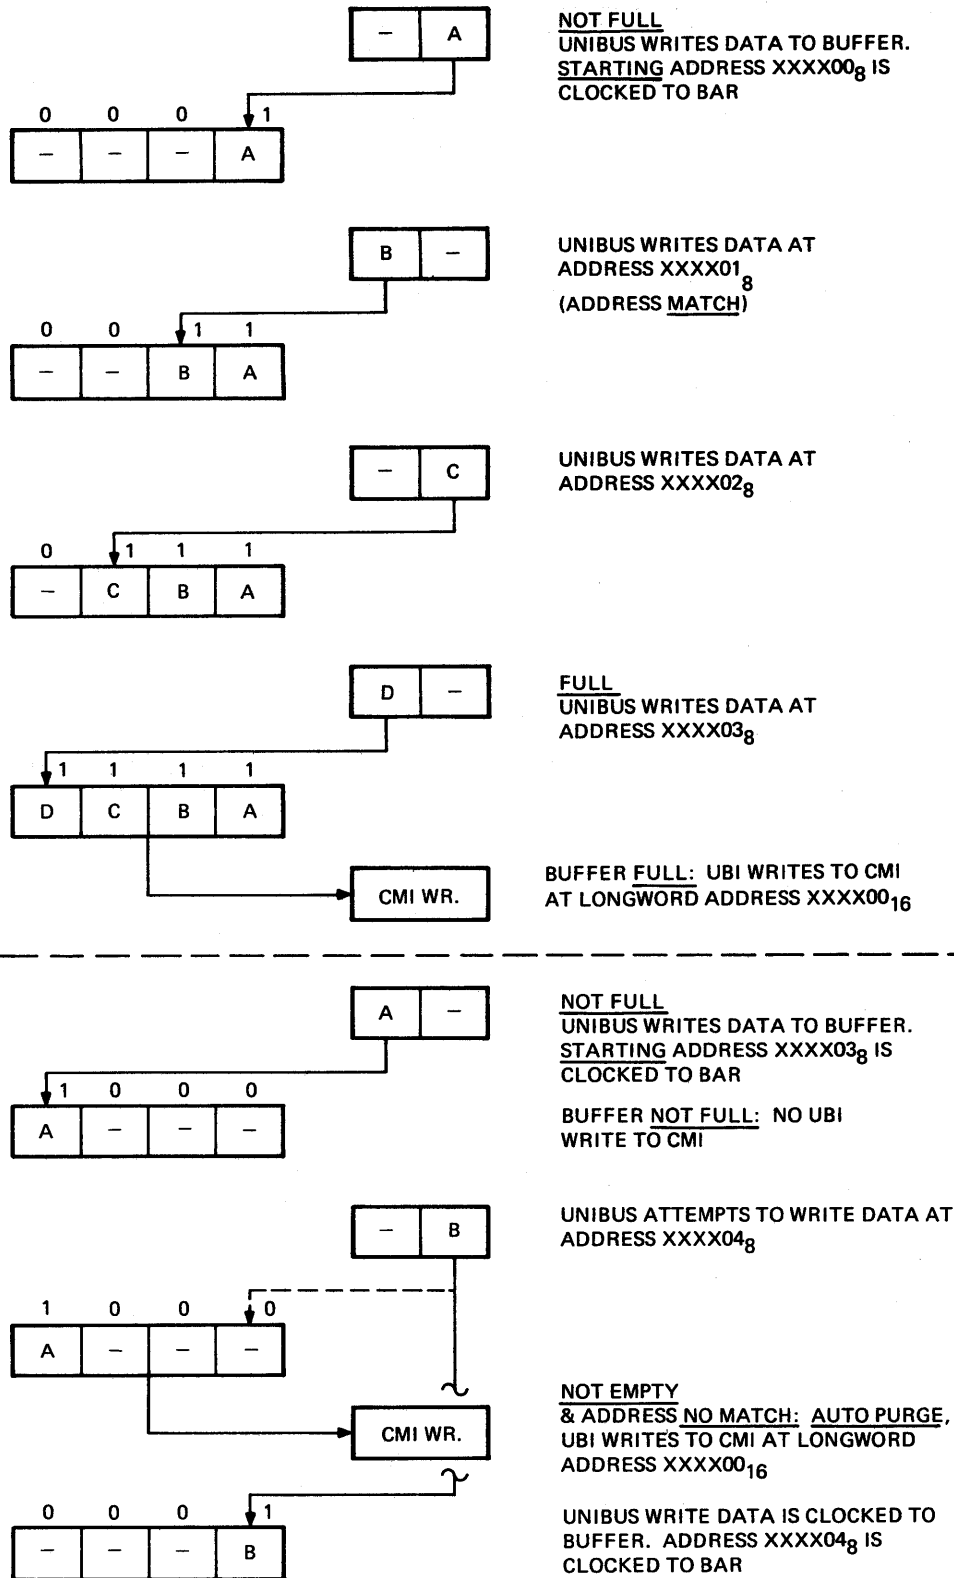 – A
NOT FULL
UNIBUS WRITES DATA TO BUFFER.
STARTING ADDRESS XXXX00₈ IS
CLOCKED TO BAR
0 0 0 1
– – – A
B –
UNIBUS WRITES DATA AT
ADDRESS XXXX01₈
(ADDRESS MATCH)
0 0 1 1
– – B A
– C
UNIBUS WRITES DATA AT
ADDRESS XXXX02₈
0 1 1 1
– C B A
D –
FULL
UNIBUS WRITES DATA AT
ADDRESS XXXX03₈
1 1 1 1
D C B A
CMI WR.
BUFFER FULL: UBI WRITES TO CMI
AT LONGWORD ADDRESS XXXX00₁₆
A –
NOT FULL
UNIBUS WRITES DATA TO BUFFER.
STARTING ADDRESS XXXX03₈ IS
CLOCKED TO BAR
1 0 0 0
A – – –
BUFFER NOT FULL: NO UBI
WRITE TO CMI
– B
UNIBUS ATTEMPTS TO WRITE DATA AT
ADDRESS XXXX04₈
1 0 0 0
A – – –
CMI WR.
NOT EMPTY
& ADDRESS NO MATCH: AUTO PURGE,
UBI WRITES TO CMI AT LONGWORD
ADDRESS XXXX00₁₆
0 0 0 1
– – – B
UNIBUS WRITE DATA IS CLOCKED TO
BUFFER. ADDRESS XXXX04₈ IS
CLOCKED TO BAR